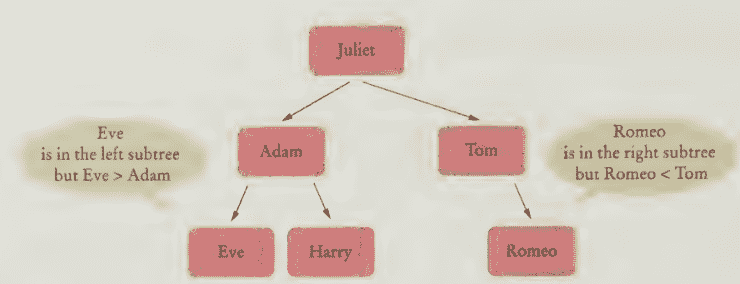 Juliet
Eve
is in the left subtree
but Eve > Adam
Adam
Tom
Romeo
is in the right subtree
but Romeo < Tom
Eve
Harry
Romeo